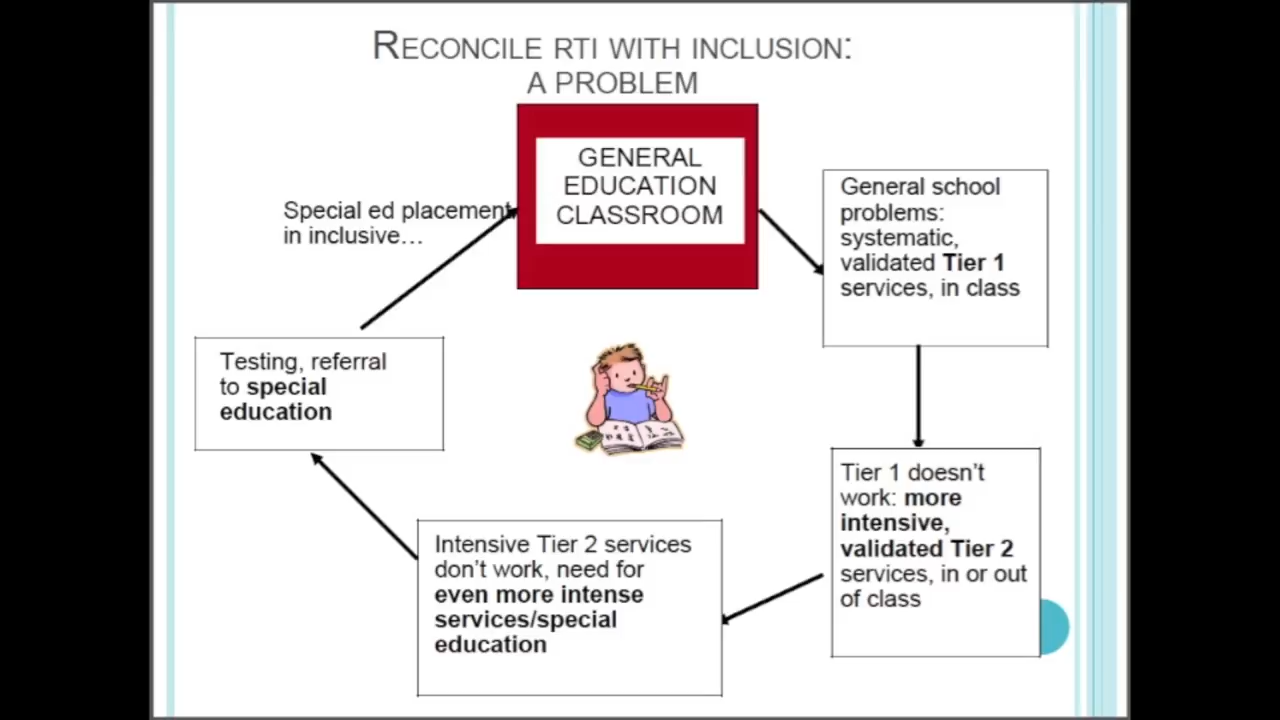 RECONCILE RTI WITH INCLUSION:
A PROBLEM
GENERAL
EDUCATION
CLASSROOM
General school
problems:
systematic,
validated Tier 1
services, in class
Tier 1 doesn't
work: more
intensive,
validated Tier 2
services, in or out
of class
Intensive Tier 2 services
don't work, need for
even more intense
services/special
education
Testing, referral
to special
education
Special ed placement
in inclusive…